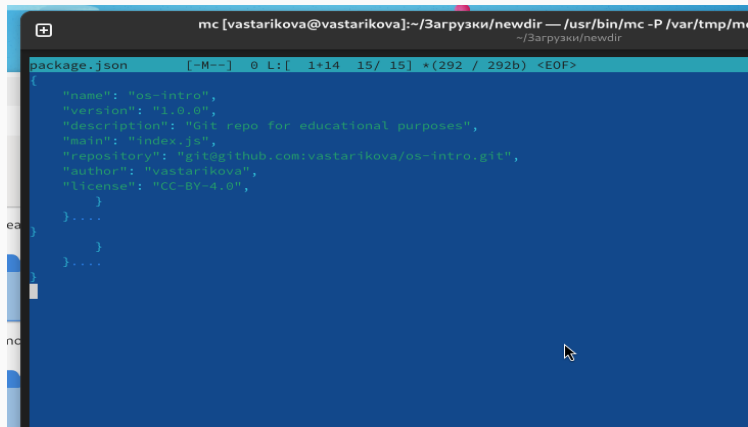 mc [vastarikova@vastarikova]:~/Загрузки/newdir — /usr/bin/mc -P /var/tmp/mc
~/Загрузки/newdir
package.json [-M--] 0 L:[ 1+14 15/ 15] *(292 / 292b) <EOF>
{
"name": "os-intro",
"version": "1.0.0",
"description": "Git repo for educational purposes",
"main": "index.js",
"repository": "git@github.com:vastarikova/os-intro.git",
"author": "vastarikova",
"license": "CC-BY-4.0",
}
}....
}
}
}....
}